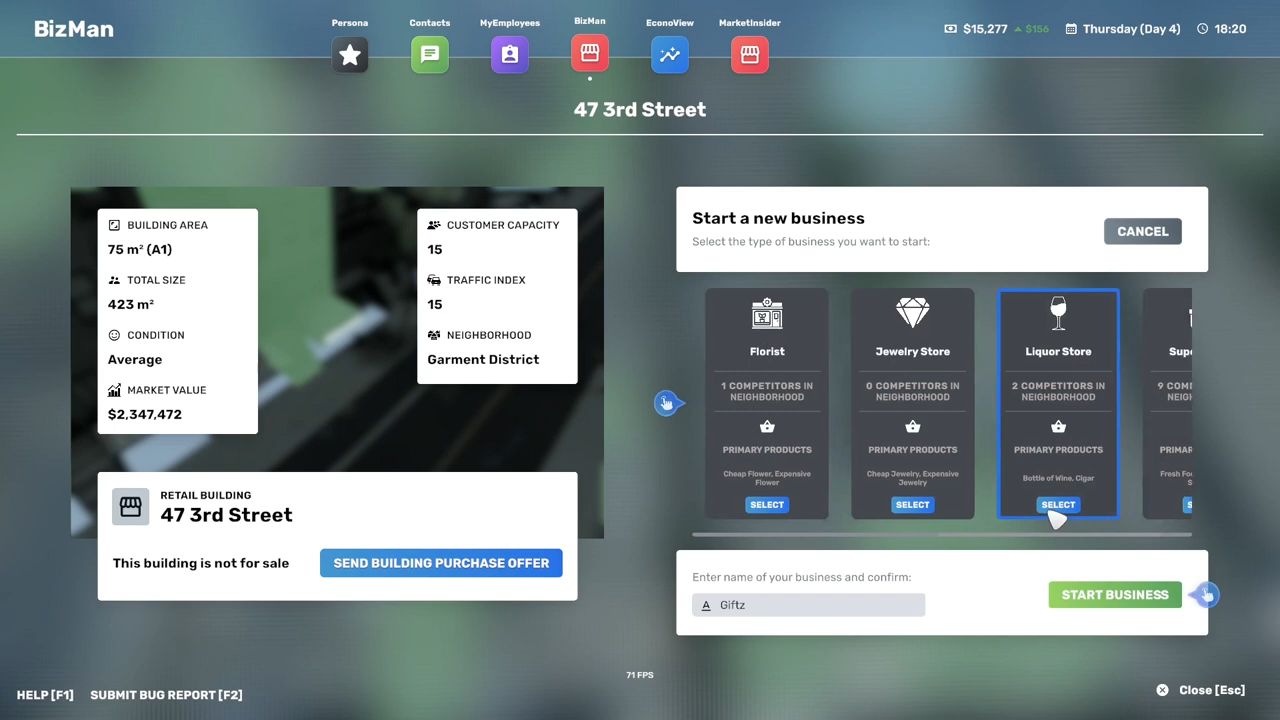 BizMan
Persona
Contacts
MyEmployees
BizMan
EconoView
MarketInsider
$15,277
$156
Thursday (Day 4)
18:20
47 3rd Street
BUILDING AREA
75 m² (A1)
TOTAL SIZE
423 m²
CONDITION
Average
MARKET VALUE
$2,347,472
CUSTOMER CAPACITY
15
TRAFFIC INDEX
15
NEIGHBORHOOD
Garment District
RETAIL BUILDING
47 3rd Street
This building is not for sale
SEND BUILDING PURCHASE OFFER
Start a new business
Select the type of business you want to start:
CANCEL
Florist
1 COMPETITORS IN
NEIGHBORHOOD
PRIMARY PRODUCTS
Cheap Flower, Expensive
Flower
SELECT
Jewelry Store
0 COMPETITORS IN
NEIGHBORHOOD
PRIMARY PRODUCTS
Cheap Jewelry, Expensive
Jewelry
SELECT
Liquor Store
2 COMPETITORS IN
NEIGHBORHOOD
PRIMARY PRODUCTS
Bottle of Wine, Cigar
SELECT
Enter name of your business and confirm:
Giftz
START BUSINESS
71 FPS
HELP [F1]
SUBMIT BUG REPORT [F2]
Close [Esc]